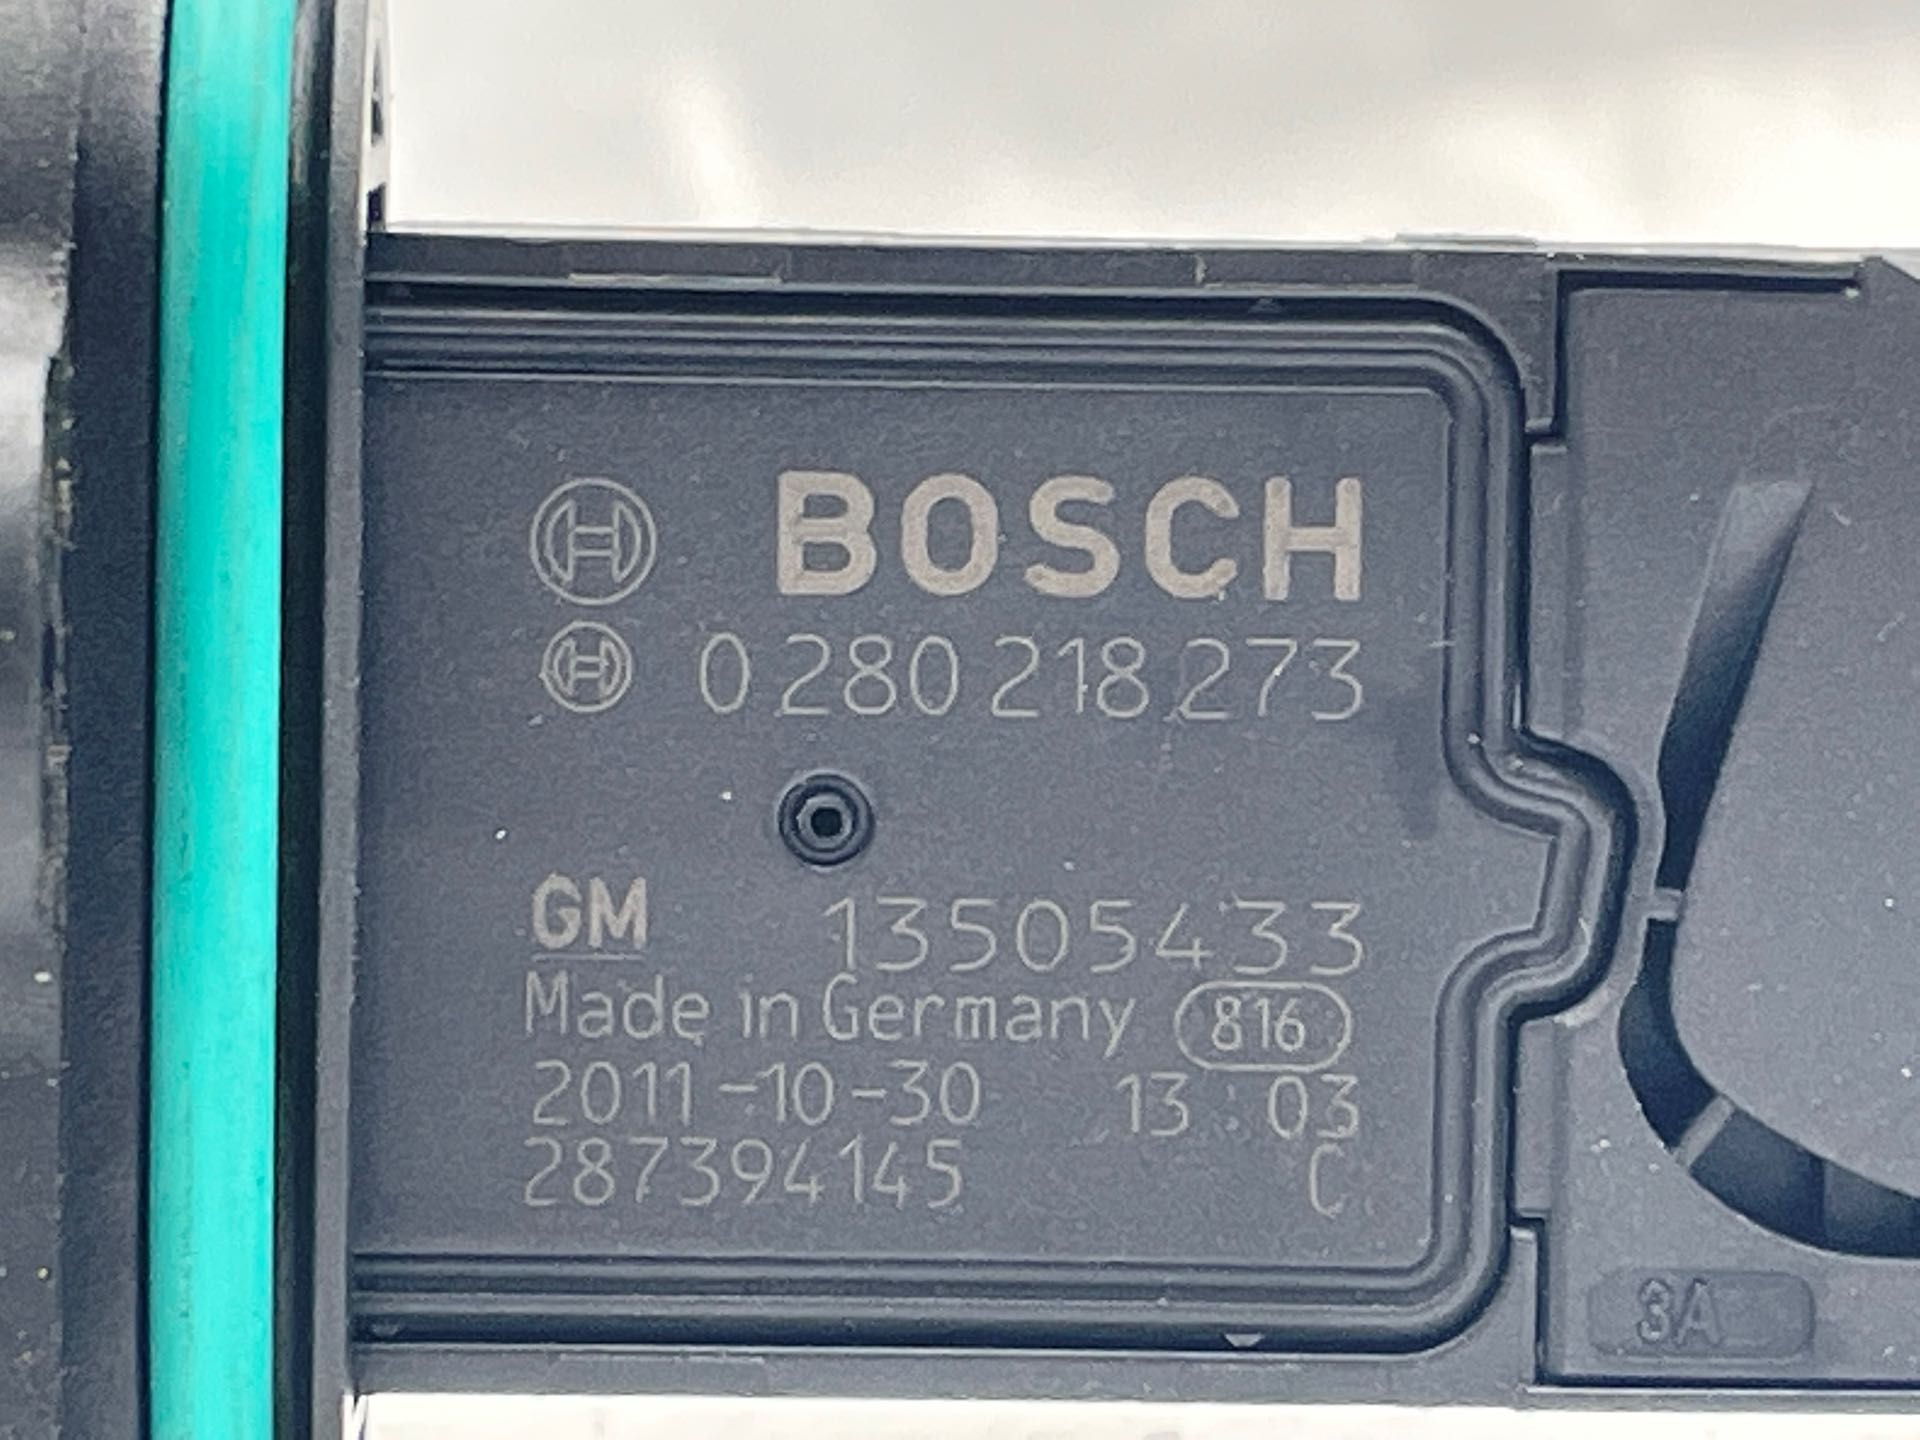 BOSCH
0 280 218 273
GM 13505433
Made in Germany 816
2011-10-30 13 03
287394145 C
3A